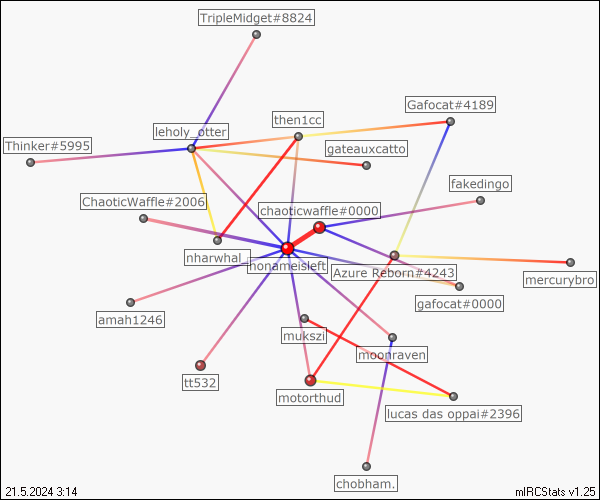 TripleMidget#8824
Gafocat#4189
then1cc
leholy_otter
Thinker#5995
gateauxcatto
fakedingo
ChaoticWaffle#2006
chaoticwaffle#0000
nharwhal_
nonameisleft
Azure Reborn#4243
mercurybro
gafocat#0000
amah1246
mukszi
moonraven
tt532
motorthud
lucas das oppai#2396
chobham.
21.5.2024 3:14
mIRCStats v1.25